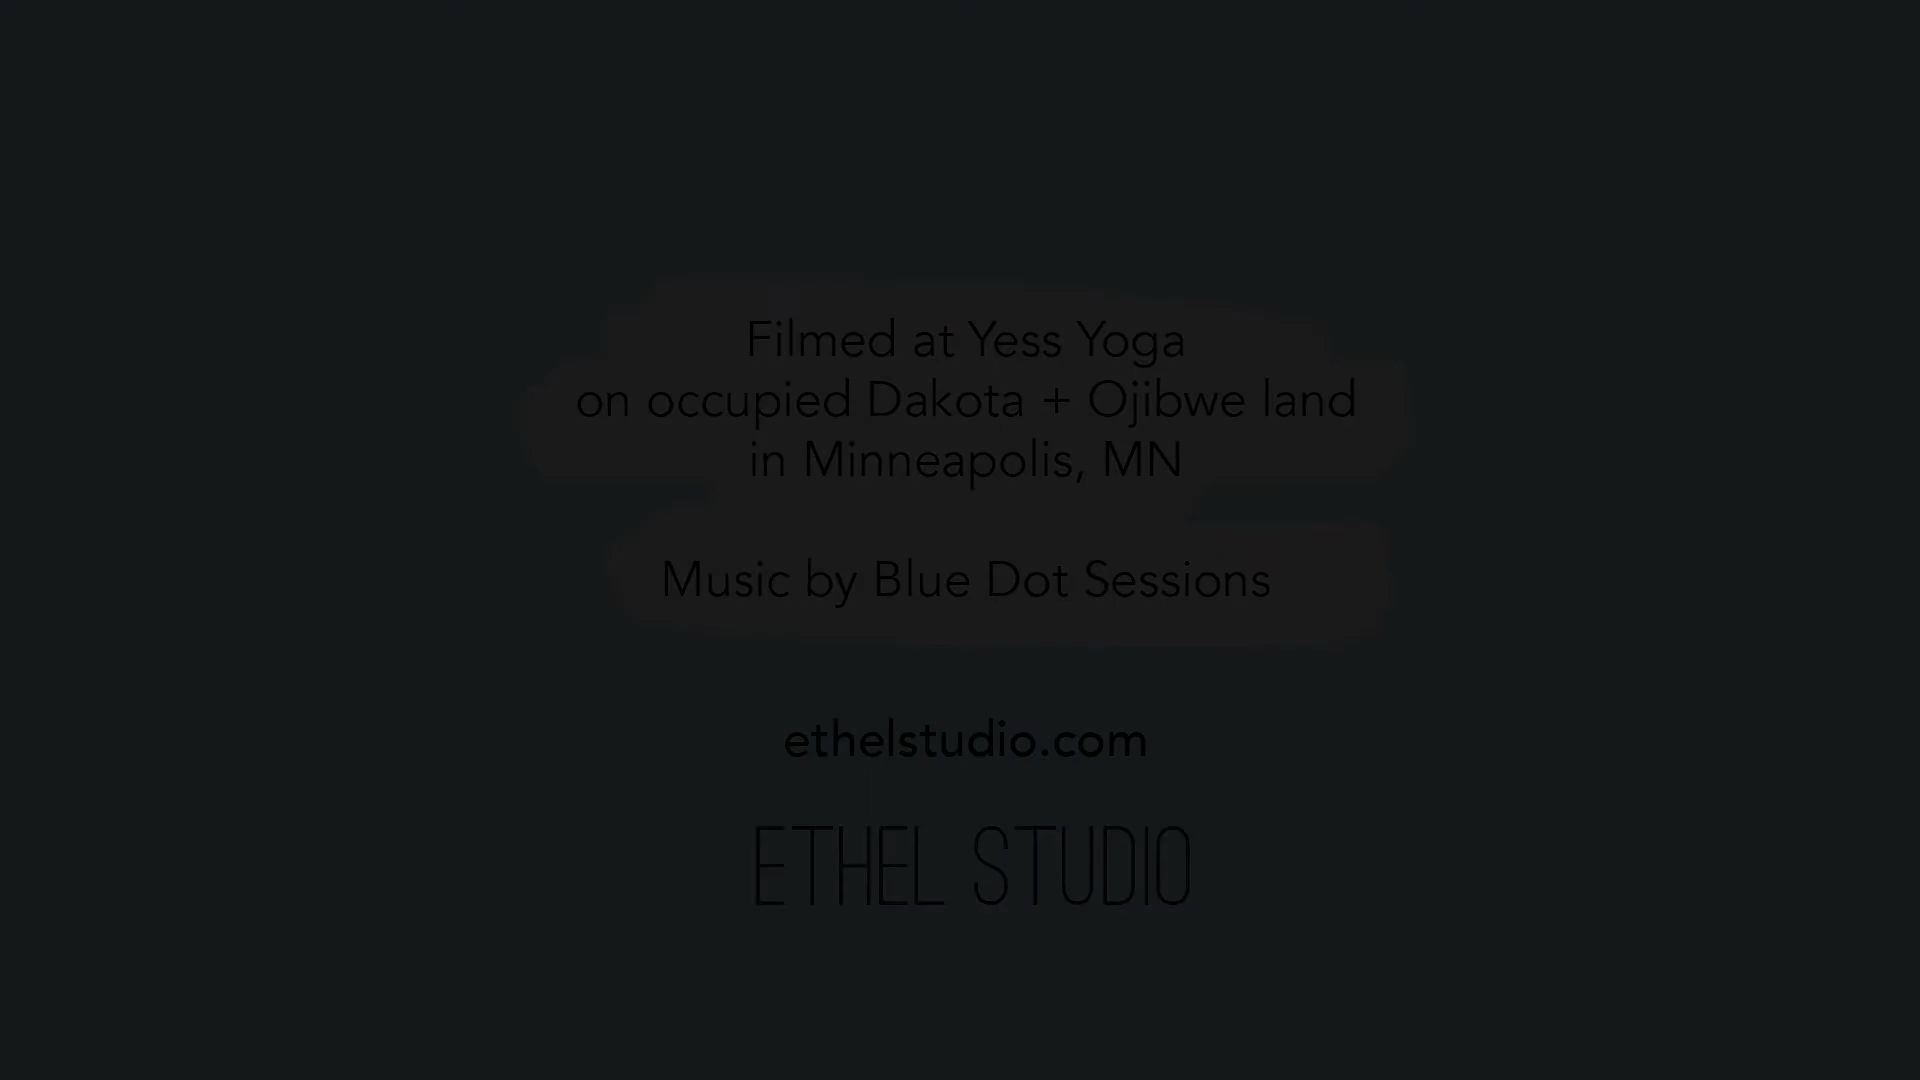 Filmed at Yess Yoga
on occupied Dakota + Ojibwe land
in Minneapolis, MN
Music by Blue Dot Sessions
ethelstudio.com
ETHEL STUDIO